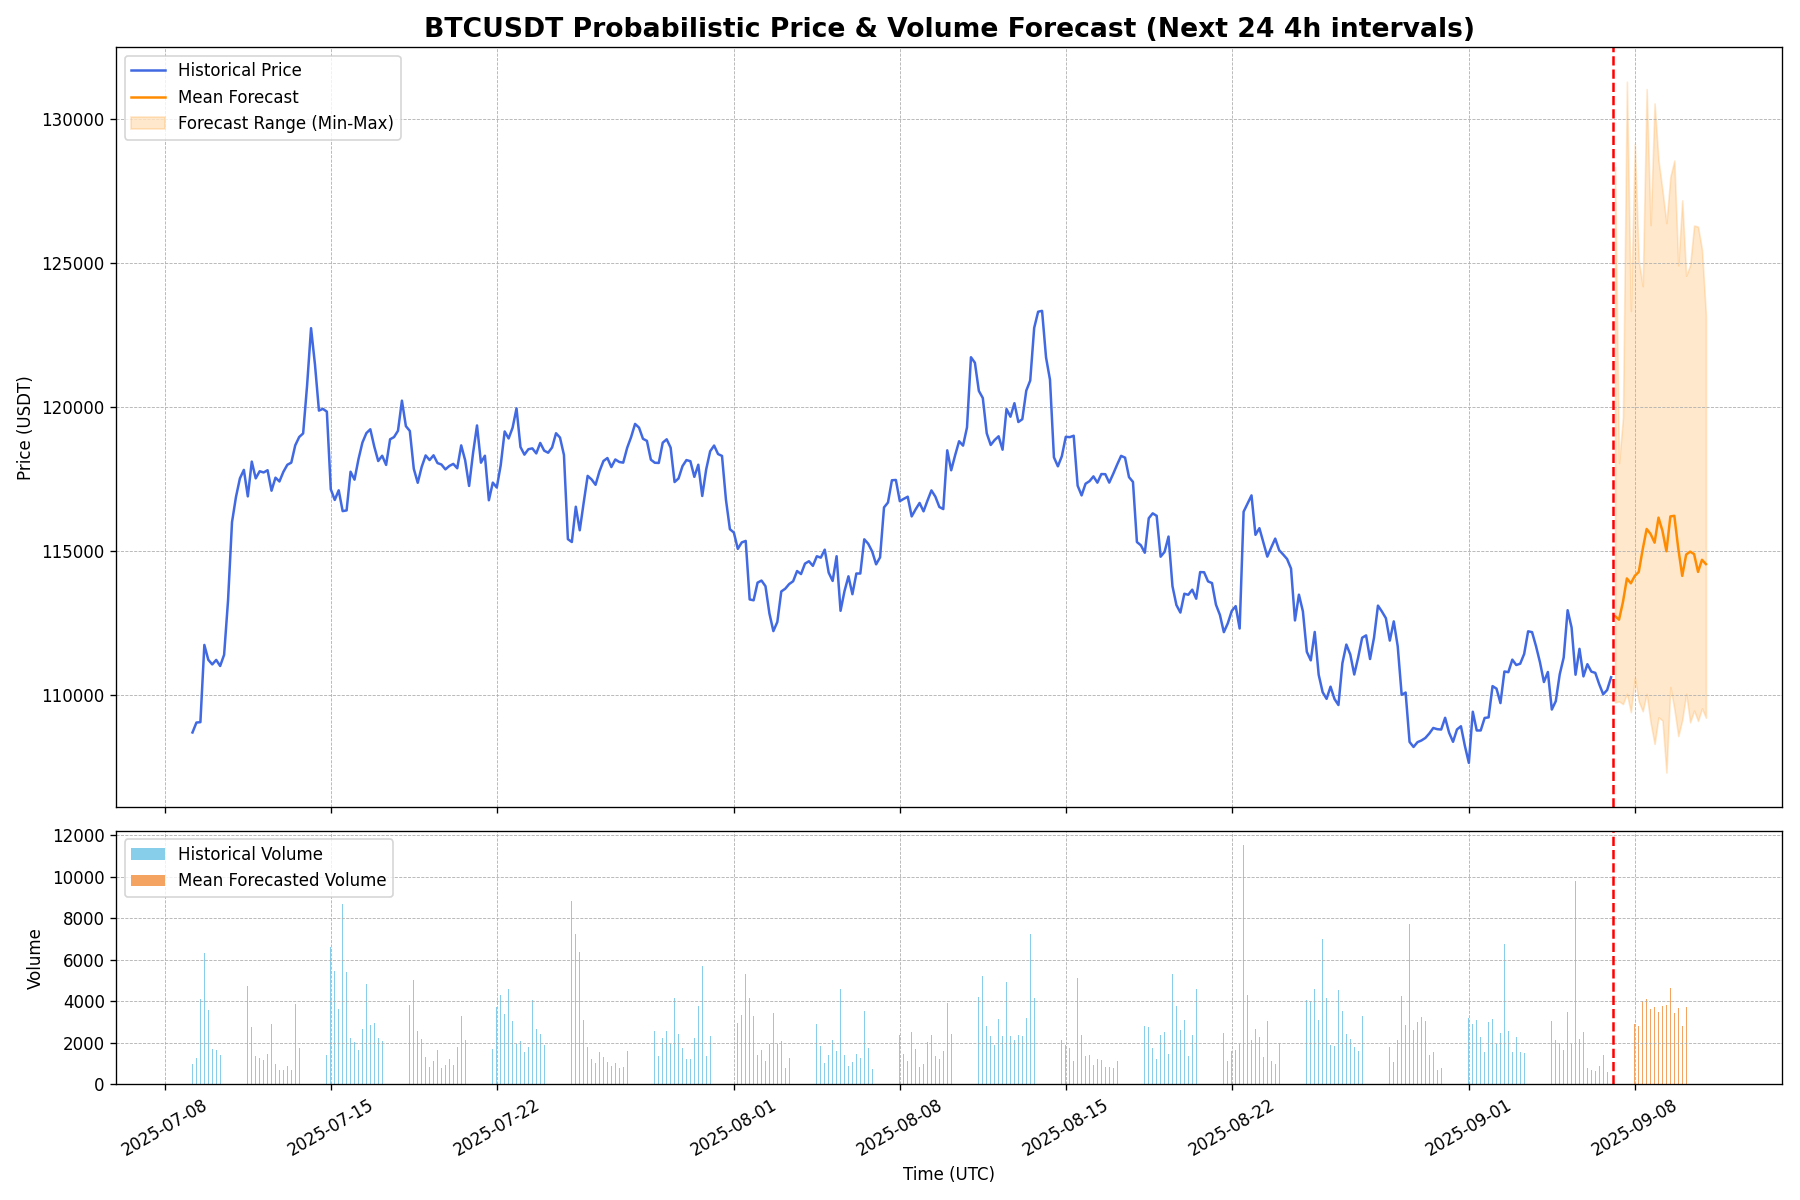 BTCUSDT Probabilistic Price & Volume Forecast (Next 24 4h intervals)
Historical Price
Mean Forecast
Forecast Range (Min-Max)
130000
125000
120000
115000
110000
Price (USDT)
Historical Volume
Mean Forecasted Volume
12000
10000
8000
6000
4000
2000
0
Volume
2025-07-08
2025-07-15
2025-07-22
2025-08-01
2025-08-08
2025-08-15
2025-08-22
2025-09-01
2025-09-08
Time (UTC)